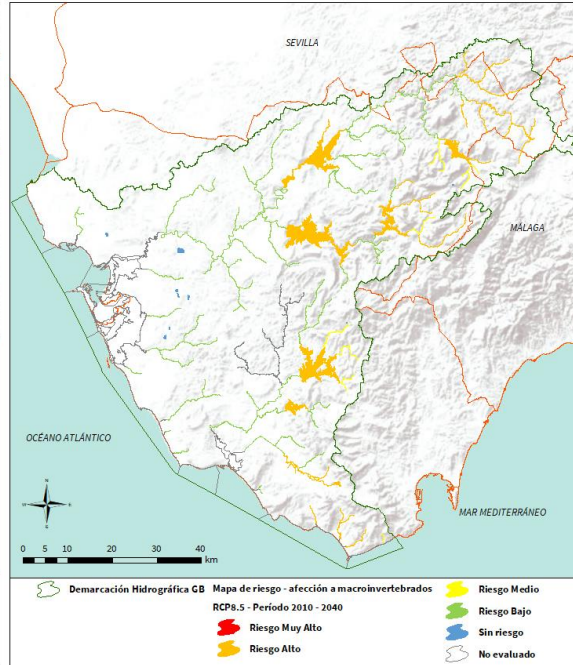 SEVILLA
MÁLAGA
OCÉANO ATLÁNTICO
MAR MEDITERRÁNEO
N
0 5 10 20 30 40
km
Demarcación Hidrográfica GB
Mapa de riesgo - afección a macroinvertebrados
RCP8.5 - Período 2010 - 2040
Riesgo Muy Alto
Riesgo Alto
Riesgo Medio
Riesgo Bajo
Sin riesgo
No evaluado